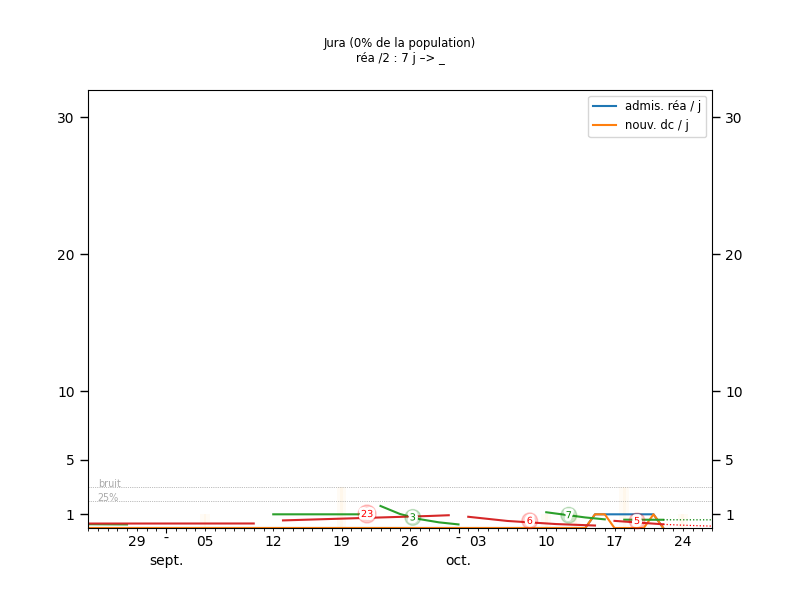 Jura (0% de la population)
réa /2 : 7 j –> _
admis. réa / j
nouv. dc / j
30 30
20 20
10 10
5 5
bruit
25%
1 23 3 6 7 5 1
29 - 05 12 19 26 - 03 10 17 24
sept. oct.